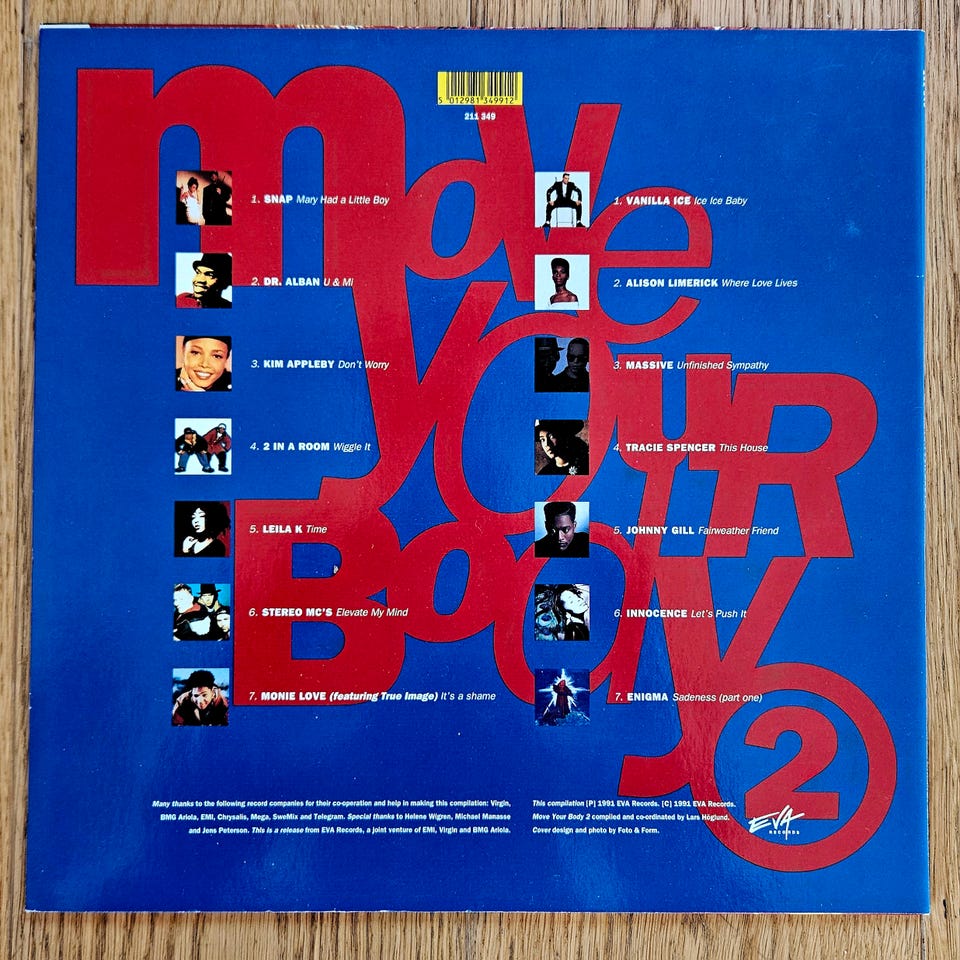 5 012981 349912
211 349
move
your
Body
2
1. SNAP Mary Had a Little Boy
2. DR. ALBAN U & Mi
3. KIM APPLEBY Don't Worry
4. 2 IN A ROOM Wiggle It
5. LEILA K Time
6. STEREO MC'S Elevate My Mind
7. MONIE LOVE (featuring True Image) It's a shame
1. VANILLA ICE Ice Ice Baby
2. ALISON LIMERICK Where Love Lives
3. MASSIVE Unfinished Sympathy
4. TRACIE SPENCER This House
5. JOHNNY GILL Fairweather Friend
6. INNOCENCE Let's Push It
7. ENIGMA Sadeness (part one)
Many thanks to the following record companies for their co-operation and help in making this compilation: Virgin,
BMG Ariola, EMI, Chrysalis, Mega, SweMix and Telegram. Special thanks to Helene Wigren, Michael Manasse
and Jens Peterson. This is a release from EVA Records, a joint venture of EMI, Virgin and BMG Ariola.
This compilation [P] 1991 EVA Records. [C] 1991 EVA Records.
Move Your Body 2 compiled and co-ordinated by Lars Höglund.
Cover design and photo by Foto & Form.
EVA
RECORDS